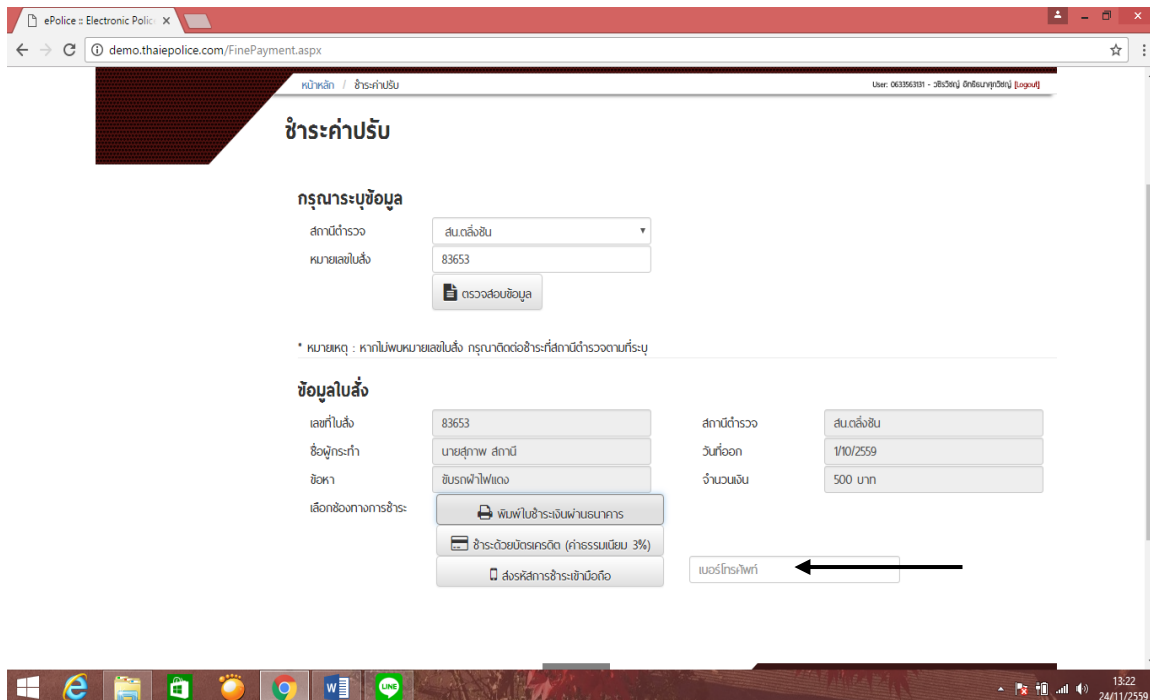 ePolice :: Electronic Polic
demo.thaiepolice.com/FinePayment.aspx
หน้าหลัก / ชำระค่าปรับ
User: 0633563131 - [Logout]
ชำระค่าปรับ
กรุณาระบุข้อมูล
สถานีตำรวจ สน.ตลิ่งชัน
หมายเลขใบสั่ง 83653
ตรวจสอบข้อมูล
* หมายเหตุ : หากไม่พบหมายเลขใบสั่ง กรุณาติดต่อชำระที่สถานีตำรวจตามที่ระบุ
ข้อมูลใบสั่ง
เลขที่ใบสั่ง 83653 สถานีตำรวจ สน.ตลิ่งชัน
ชื่อผู้กระทำ นายสุภาพ สถานี วันที่ออก 1/10/2559
ข้อหา ขับรถฝ่าไฟแดง จำนวนเงิน 500 บาท
เลือกช่องทางการชำระ พิมพ์ใบชำระเงินผ่านธนาคาร
ชำระด้วยบัตรเครดิต (ค่าธรรมเนียม 3%)
ส่งรหัสการชำระเข้ามือถือ เบอร์โทรศัพท์
LINE
13:22
24/11/2559